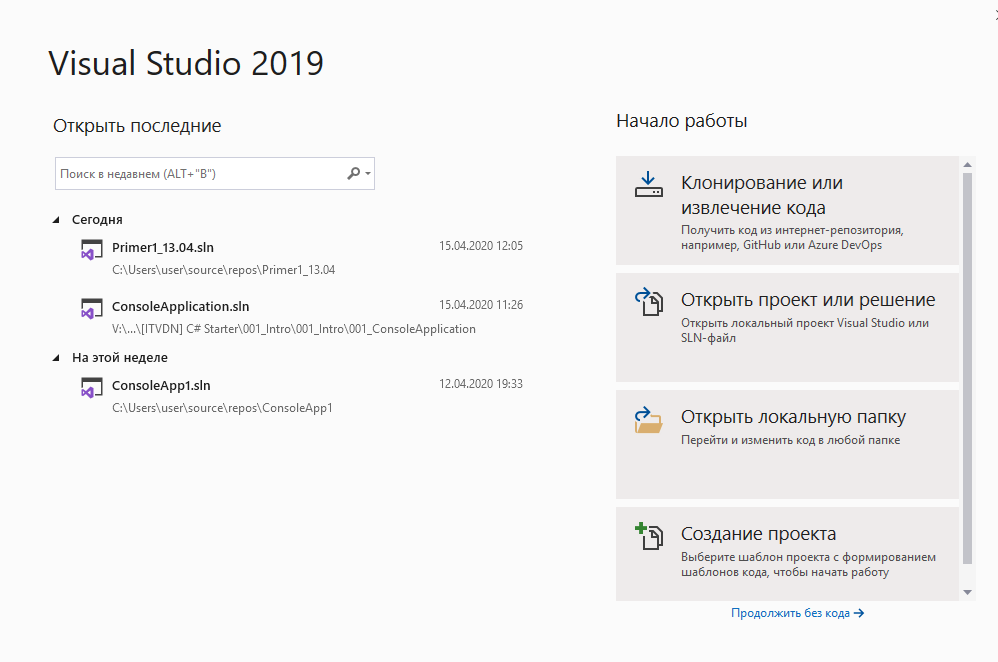 Visual Studio 2019
Открыть последние
Поиск в недавнем (ALT+"В")
Сегодня
Primer1_13.04.sln
15.04.2020 12:05
C:\Users\user\source\repos\Primer1_13.04
ConsoleApplication.sln
15.04.2020 11:26
V:\...\[ITVDN] C# Starter\001_Intro\001_Intro\001_ConsoleApplication
На этой неделе
ConsoleApp1.sln
12.04.2020 19:33
C:\Users\user\source\repos\ConsoleApp1
Начало работы
Клонирование или
извлечение кода
Получить код из интернет-репозитория,
например, GitHub или Azure DevOps
Открыть проект или решение
Открыть локальный проект Visual Studio или
SLN-файл
Открыть локальную папку
Перейти и изменить код в любой папке
Создание проекта
Выберите шаблон проекта с формированием
шаблонов кода, чтобы начать работу
Продолжить без кода →